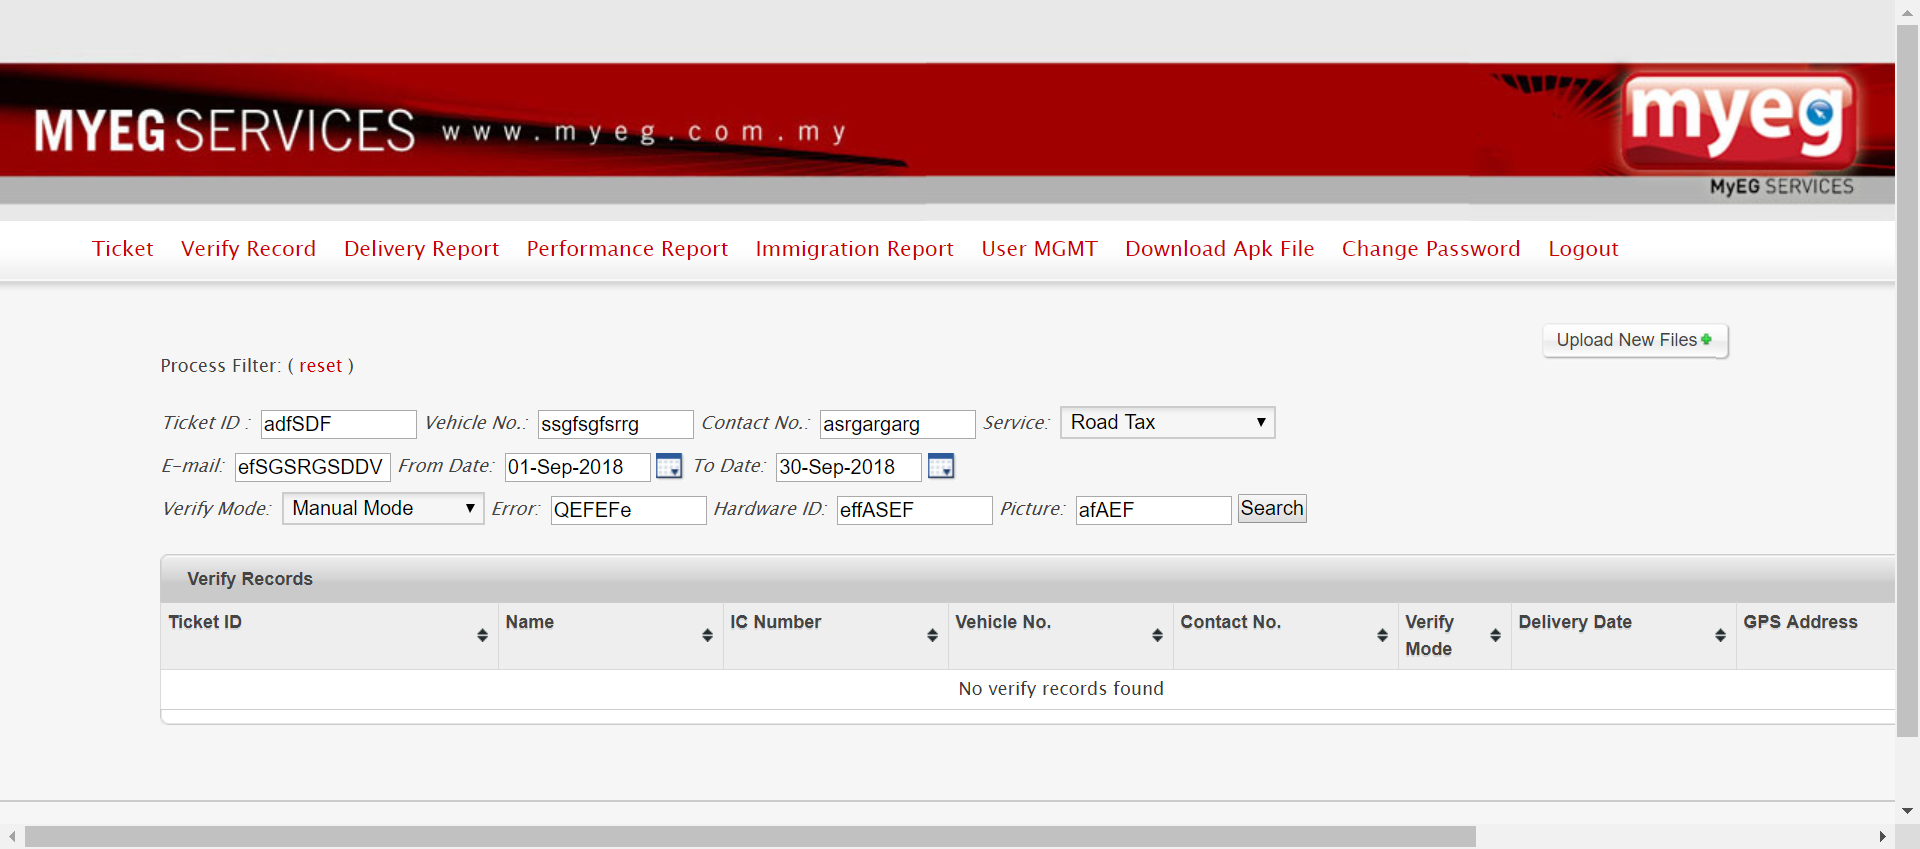 MYEG SERVICES www.myeg.com.my
myeg
MyEG SERVICES
Ticket Verify Record Delivery Report Performance Report Immigration Report User MGMT Download Apk File Change Password Logout
Upload New Files
Process Filter: ( reset )
Ticket ID : adfSDF Vehicle No.: ssgfsgfsrrg Contact No.: asrgargarg Service: Road Tax
E-mail: efSGSRGSDDV From Date: 01-Sep-2018 To Date: 30-Sep-2018
Verify Mode: Manual Mode Error: QEFEFe Hardware ID: effASEF Picture: afAEF Search
Verify Records
Ticket ID Name IC Number Vehicle No. Contact No. Verify Mode Delivery Date GPS Address
No verify records found